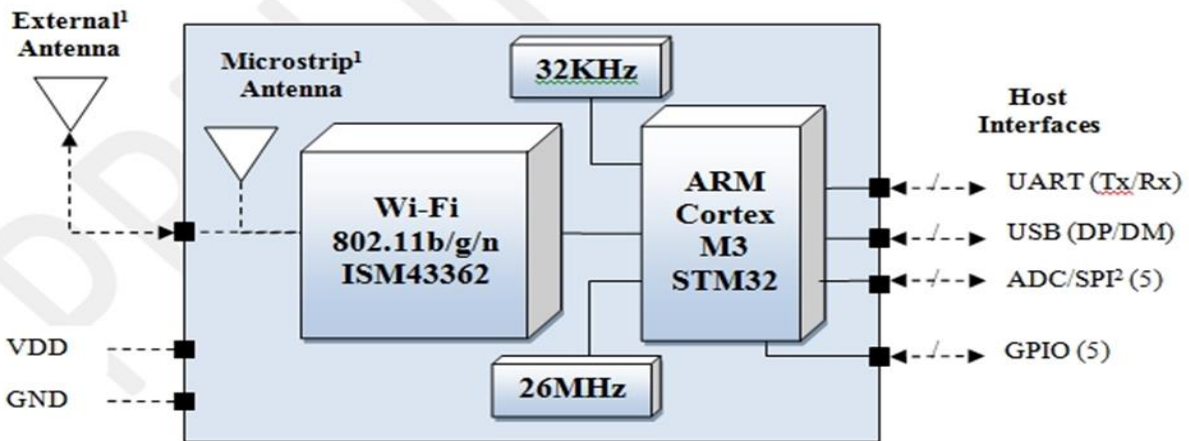 External¹
Antenna
Microstrip¹
Antenna
32KHz
Host
Interfaces
Wi-Fi
802.11b/g/n
ISM43362
ARM
Cortex
M3
STM32
UART (Tx/Rx)
USB (DP/DM)
ADC/SPI² (5)
GPIO (5)
VDD
GND
26MHz